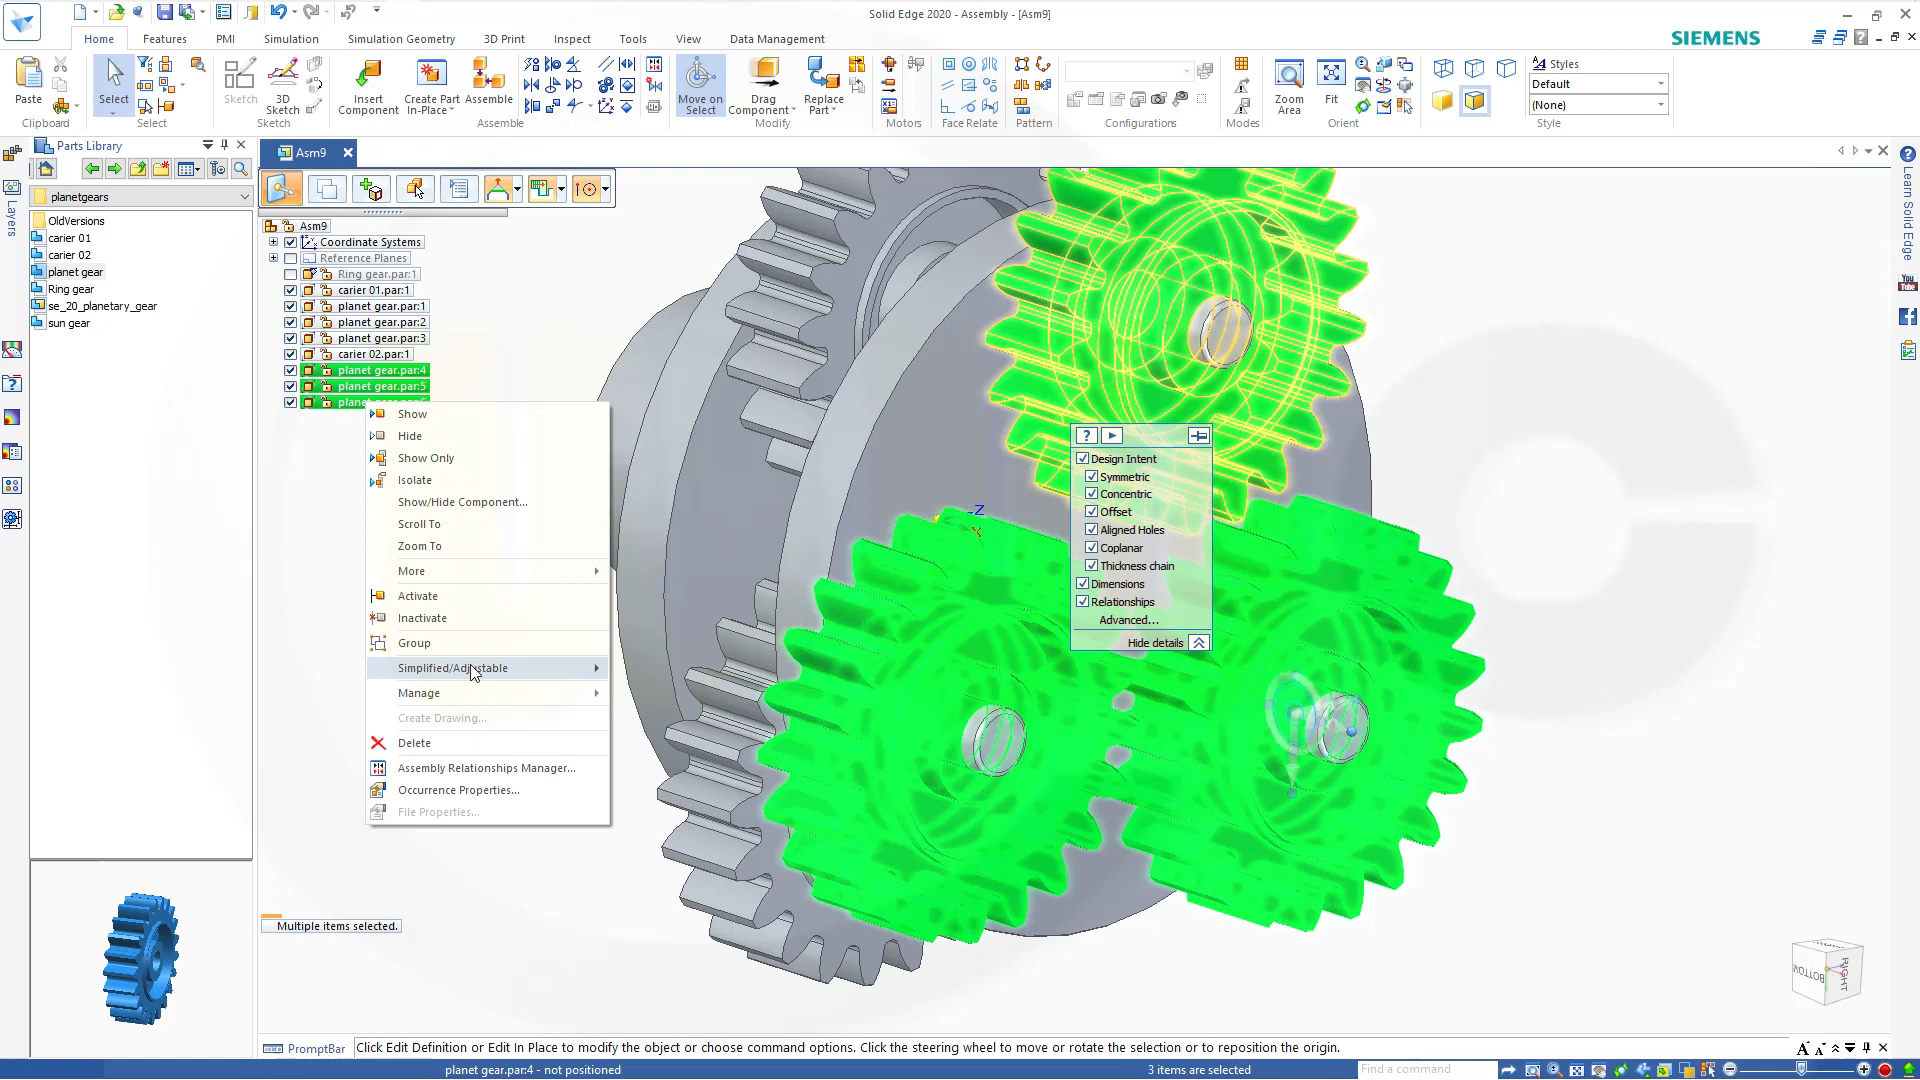 Solid Edge 2020 - Assembly - [Asm9]
Home
Features
PMI
Simulation
Simulation Geometry
3D Print
Inspect
Tools
View
Data Management
SIEMENS
Paste
Clipboard
Select
Select
Sketch
3D Sketch
Sketch
Insert Component
Create Part In-Place
Assemble
Assemble
Move on Select
Drag Component
Replace Part
Modify
Motors
Face Relate
Pattern
Configurations
Modes
Zoom Area
Fit
Orient
Styles
Default
(None)
Style
Parts Library
planetgears
OldVersions
carier 01
carier 02
planet gear
Ring gear
se_20_planetary_gear
sun gear
Layers
Asm9
Asm9
Coordinate Systems
Reference Planes
Ring gear.par:1
carier 01.par:1
planet gear.par:1
planet gear.par:2
planet gear.par:3
carier 02.par:1
planet gear.par:4
planet gear.par:5
Show
Hide
Show Only
Isolate
Show/Hide Component...
Scroll To
Zoom To
More
Activate
Inactivate
Group
Simplified/Adjustable
Manage
Create Drawing...
Delete
Assembly Relationships Manager...
Occurrence Properties...
File Properties...
Design Intent
Symmetric
Concentric
Offset
Aligned Holes
Coplanar
Thickness chain
Dimensions
Relationships
Advanced...
Hide details
Z
X
Learn Solid Edge
You Tube
BOTTOM
RIGHT
Multiple items selected.
PromptBar
Click Edit Definition or Edit In Place to modify the object or choose command options. Click the steering wheel to move or rotate the selection or to reposition the origin.
planet gear.par:4 - not positioned
3 items are selected
Find a command